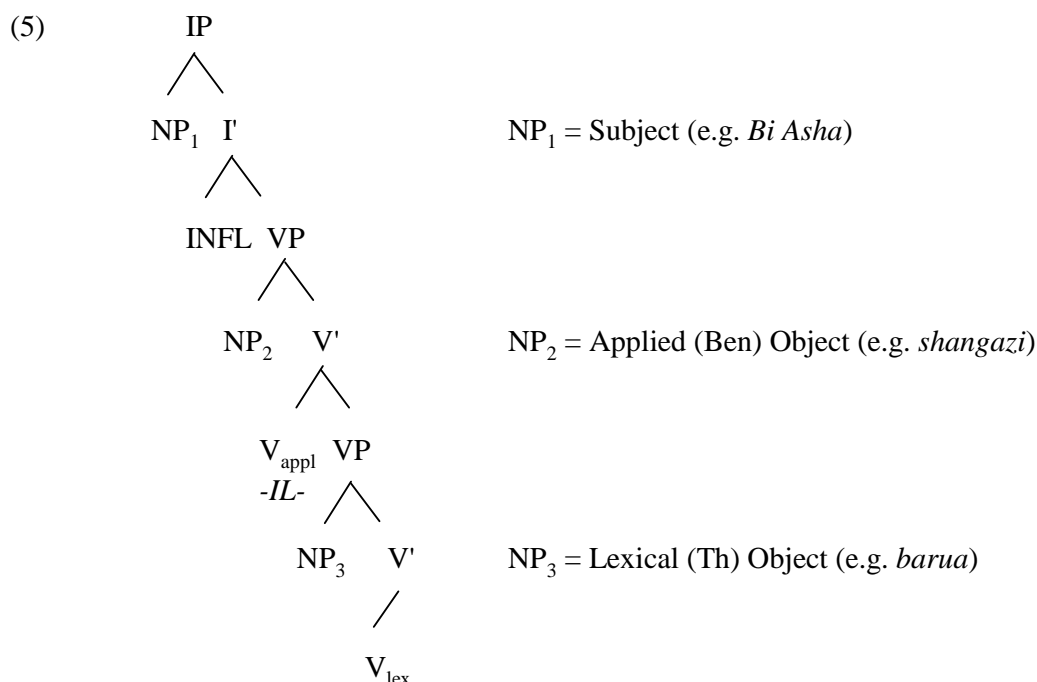 (5) IP
NP1 I' NP1 = Subject (e.g. Bi Asha)
INFL VP
NP2 V' NP2 = Applied (Ben) Object (e.g. shangazi)
Vappl VP
-IL-
NP3 V' NP3 = Lexical (Th) Object (e.g. barua)
Vlex